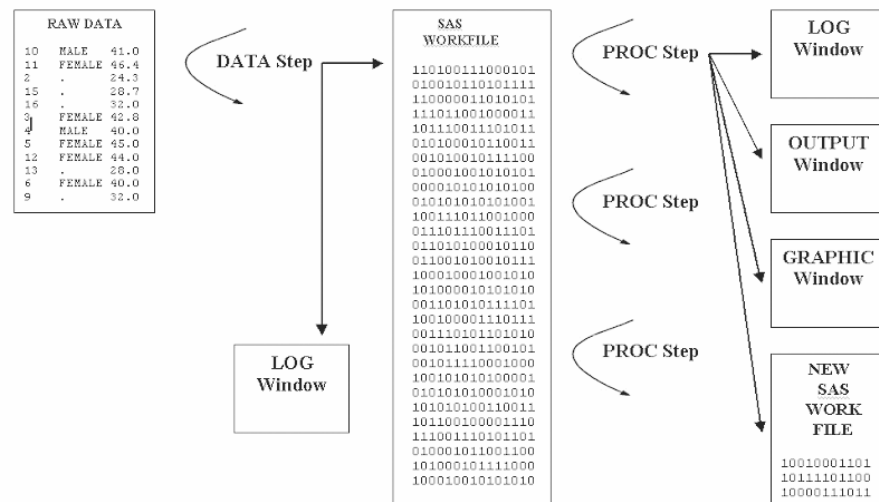 RAW DATA
10 MALE 41.0
11 FEMALE 46.4
2 . 24.3
15 . 28.7
16 . 32.0
3 FEMALE 42.8
4 MALE 40.0
5 FEMALE 45.0
12 FEMALE 44.0
13 . 28.0
6 FEMALE 40.0
9 . 32.0
DATA Step
LOG
Window
SAS
WORKFILE
110100111000101
010010110101111
110000011010101
111011001000011
101110011101011
010100010110011
001010010111100
010001001010101
000010101010100
010101010101001
100111011001000
011101110011101
011010100010110
011001010010111
100010001001010
101000010101010
001101010111101
100100001110111
001110101101010
001011001100101
001011110001000
100101010100001
010101010001010
101010100110011
101100100001110
111001110101101
010001011001100
101000101111000
100010010101010
PROC Step
PROC Step
PROC Step
LOG
Window
OUTPUT
Window
GRAPHIC
Window
NEW
SAS
WORK
FILE
10010001101
10111101100
10000111011